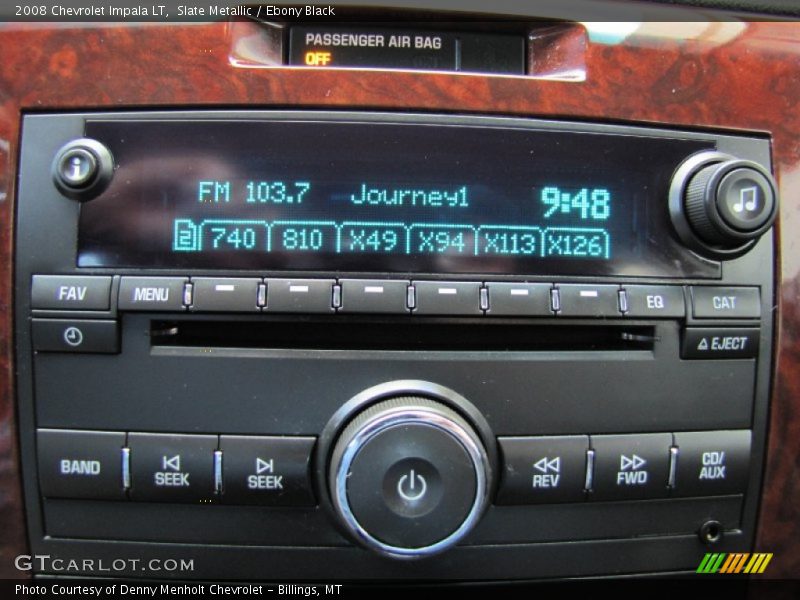 2008 Chevrolet Impala LT, Slate Metallic / Ebony Black
PASSENGER AIR BAG
OFF
i
FM 103.7 Journey1 9:48
2 740 810 X49 X94 X113 X126
FAV MENU EQ CAT
EJECT
BAND SEEK SEEK REV FWD CD/
AUX
GTCARLOT.COM
Photo Courtesy of Denny Menholt Chevrolet - Billings, MT